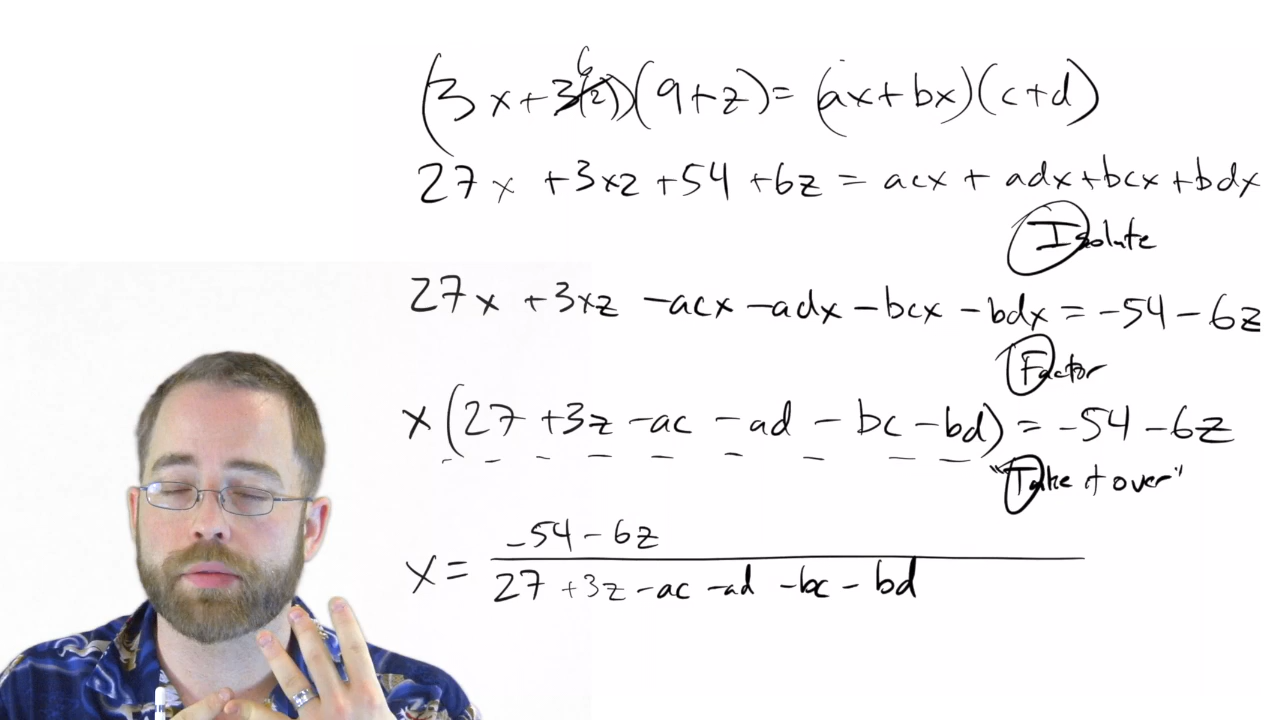 (3x+3(2))6(9+z)=(ax+bx)(c+d)
27x +3xz +54 +6z = acx + adx+bcx+bdx
Isolate
27x +3xz -acx -adx - bcx - bdx = -54 - 6z
Factor
x(27 +3z -ac -ad - bc - bd) = -54 -6z
"Take it over"
-54 - 6z
x=
27 +3z -ac -ad -bc - bd